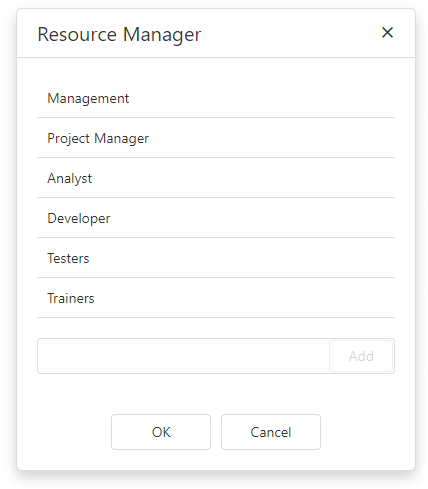 Resource Manager
Management
Project Manager
Analyst
Developer
Testers
Trainers
Add
OK
Cancel